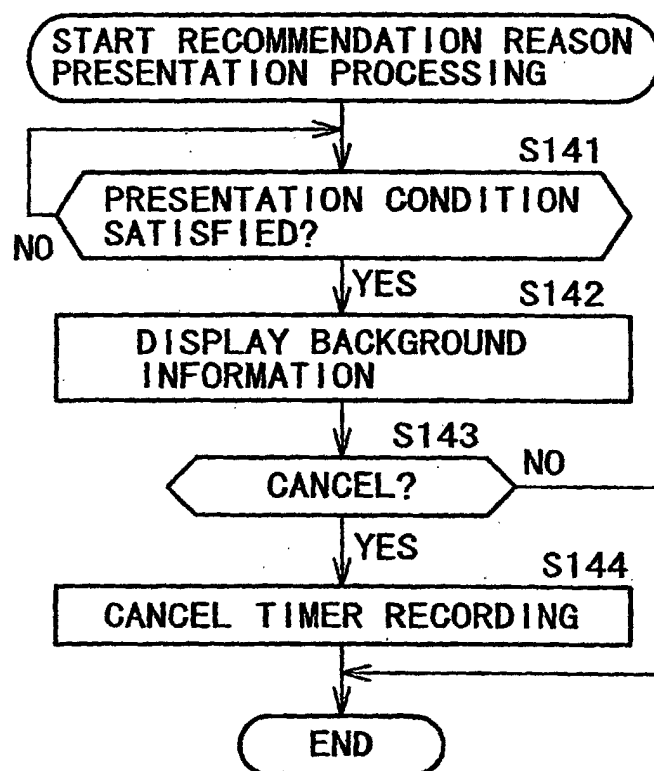 START RECOMMENDATION REASON
PRESENTATION PROCESSING
S141
PRESENTATION CONDITION
SATISFIED?
NO
YES
S142
DISPLAY BACKGROUND
INFORMATION
S143
CANCEL?
NO
YES
S144
CANCEL TIMER RECORDING
END